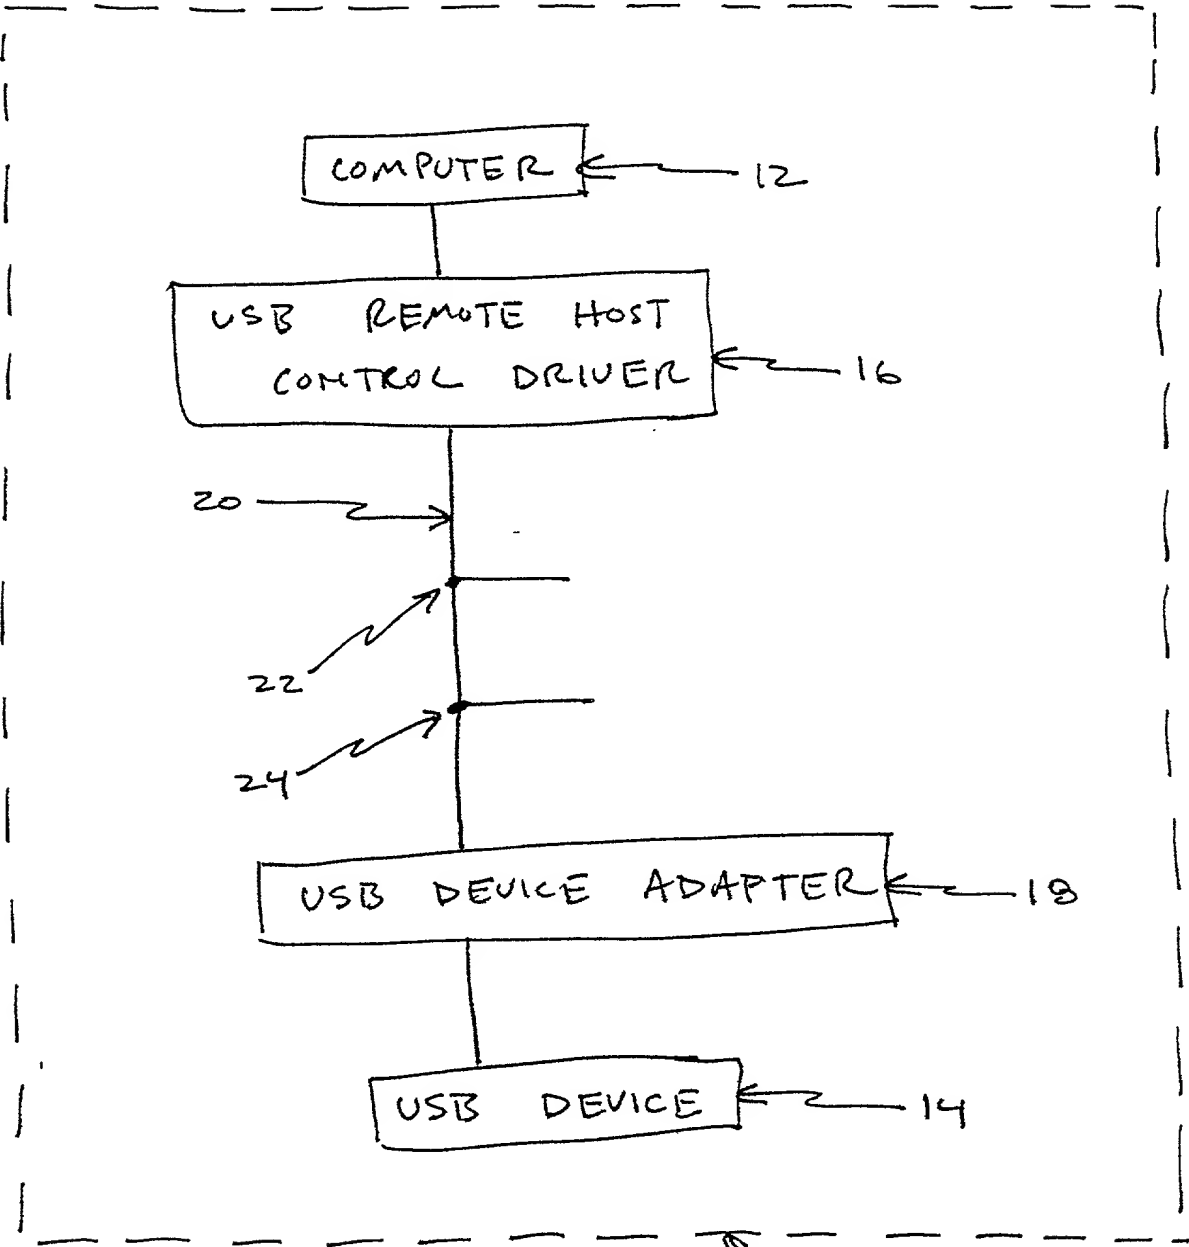 COMPUTER
12
USB REMOTE HOST
CONTROL DRIVER
16
20
22
24
USB DEVICE ADAPTER
18
USB DEVICE
14